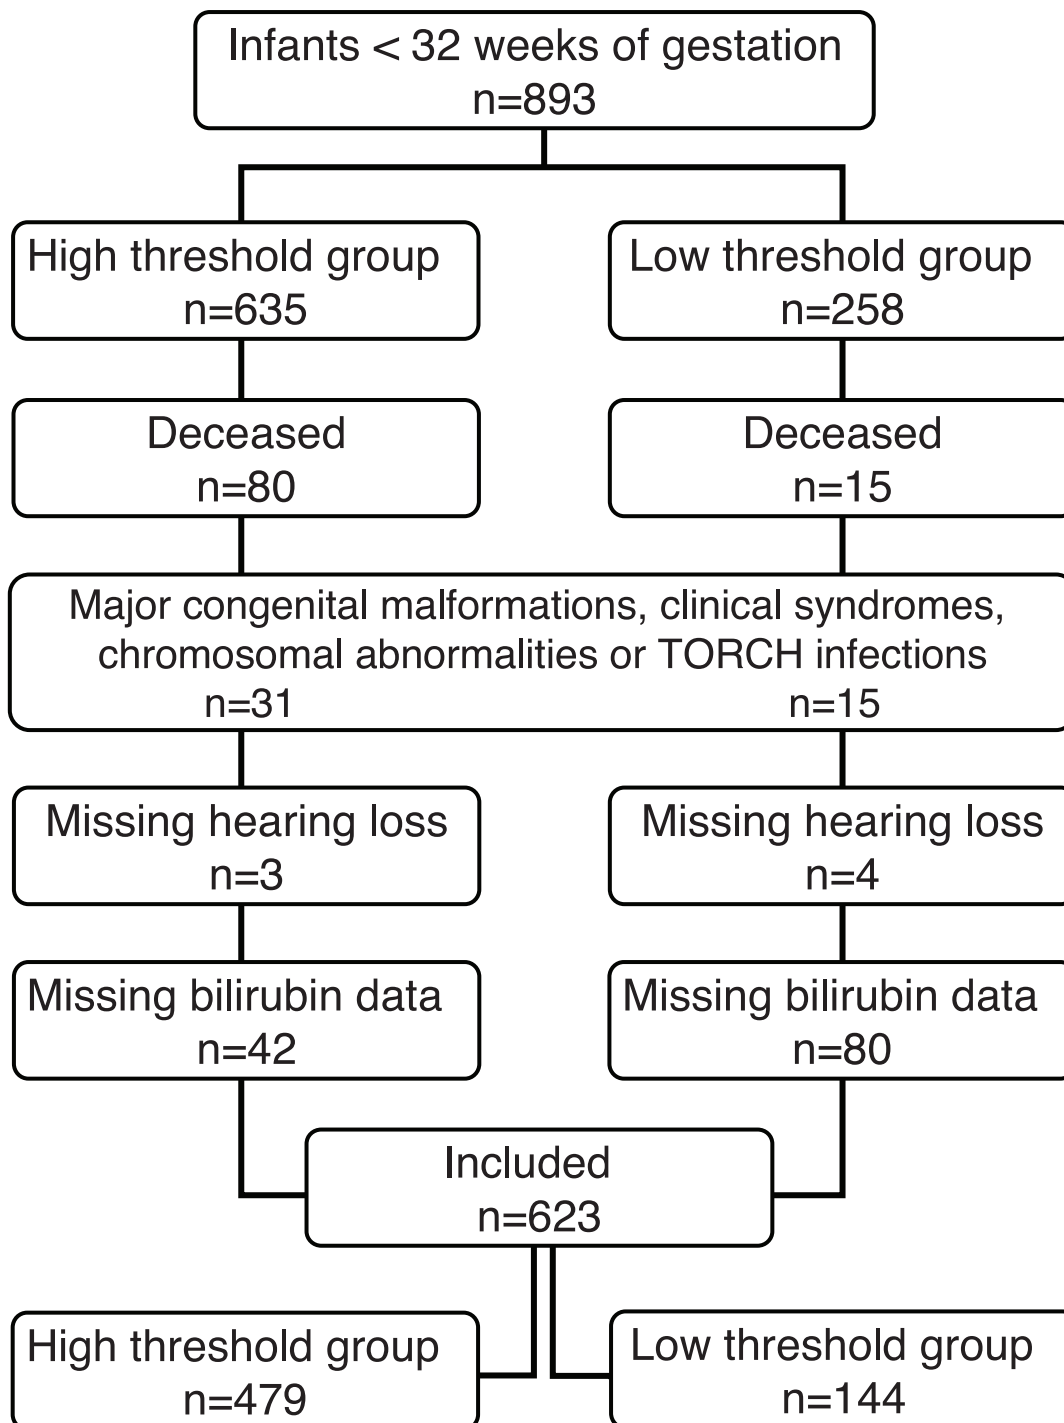 Infants < 32 weeks of gestation
n=893
High threshold group
n=635
Low threshold group
n=258
Deceased
n=80
Deceased
n=15
Major congenital malformations, clinical syndromes,
chromosomal abnormalities or TORCH infections
n=31
n=15
Missing hearing loss
n=3
Missing hearing loss
n=4
Missing bilirubin data
n=42
Missing bilirubin data
n=80
Included
n=623
High threshold group
n=479
Low threshold group
n=144